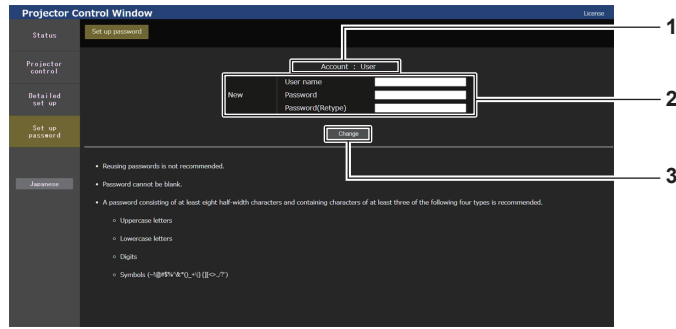 Projector Control Window
License
Status
Set up password
Projector
control
Detailed
set up
Set up
password
Japanese
Account : User
New
User name
Password
Password(Retype)
Change
• Reusing passwords is not recommended.
• Password cannot be blank.
• A password consisting of at least eight half-width characters and containing characters of at least three of the following four types is recommended.
○ Uppercase letters
○ Lowercase letters
○ Digits
○ Symbols
1
2
3